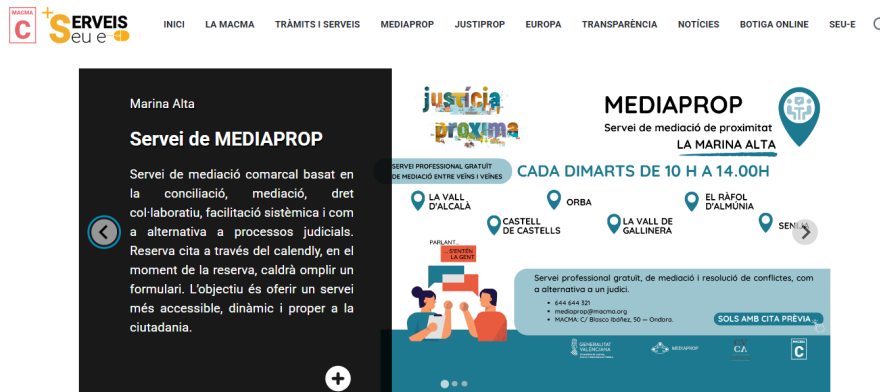 MACMA
C
+SERVEIS
Seu e
INICI
LA MACMA
TRÀMITS I SERVEIS
MEDIAPROP
JUSTIPROP
EUROPA
TRANSPARÈNCIA
NOTÍCIES
BOTIGA ONLINE
SEU-E
Marina Alta
Servei de MEDIAPROP
Servei de mediació comarcal basat en
la conciliació, mediació, dret
col·laboratiu, facilitació sistèmica i com
a alternativa a processos judicials.
Reserva cita a través del calendly, en el
moment de la reserva, caldrà omplir un
formulari. L'objectiu és oferir un servei
més accessible, dinàmic i proper a la
ciutadania.
justícia
pròxima
MEDIAPROP
Servei de mediació de proximitat
LA MARINA ALTA
SERVEI PROFESSIONAL GRATUÏT
DE MEDIACIÓ ENTRE VEÏNS I VEÏNES
CADA DIMARTS DE 10 H A 14.00H
LA VALL
D'ALCALÀ
CASTELL
DE CASTELLS
ORBA
LA VALL DE
GALLINERA
EL RÀFOL
D'ALMÚNIA
PARLANT...
...S'ENTÉN
LA GENT
Servei professional gratuït, de mediació i resolució de conflictes, com
a alternativa a un judici.
• 644 644 321
• mediaprop@macma.org
• MACMA: C/ Blasco Ibáñez, 50 — Ondara.
SOLS AMB CITA PRÈVIA
GENERALITAT
VALENCIANA
MEDIAPROP
MACMA
C